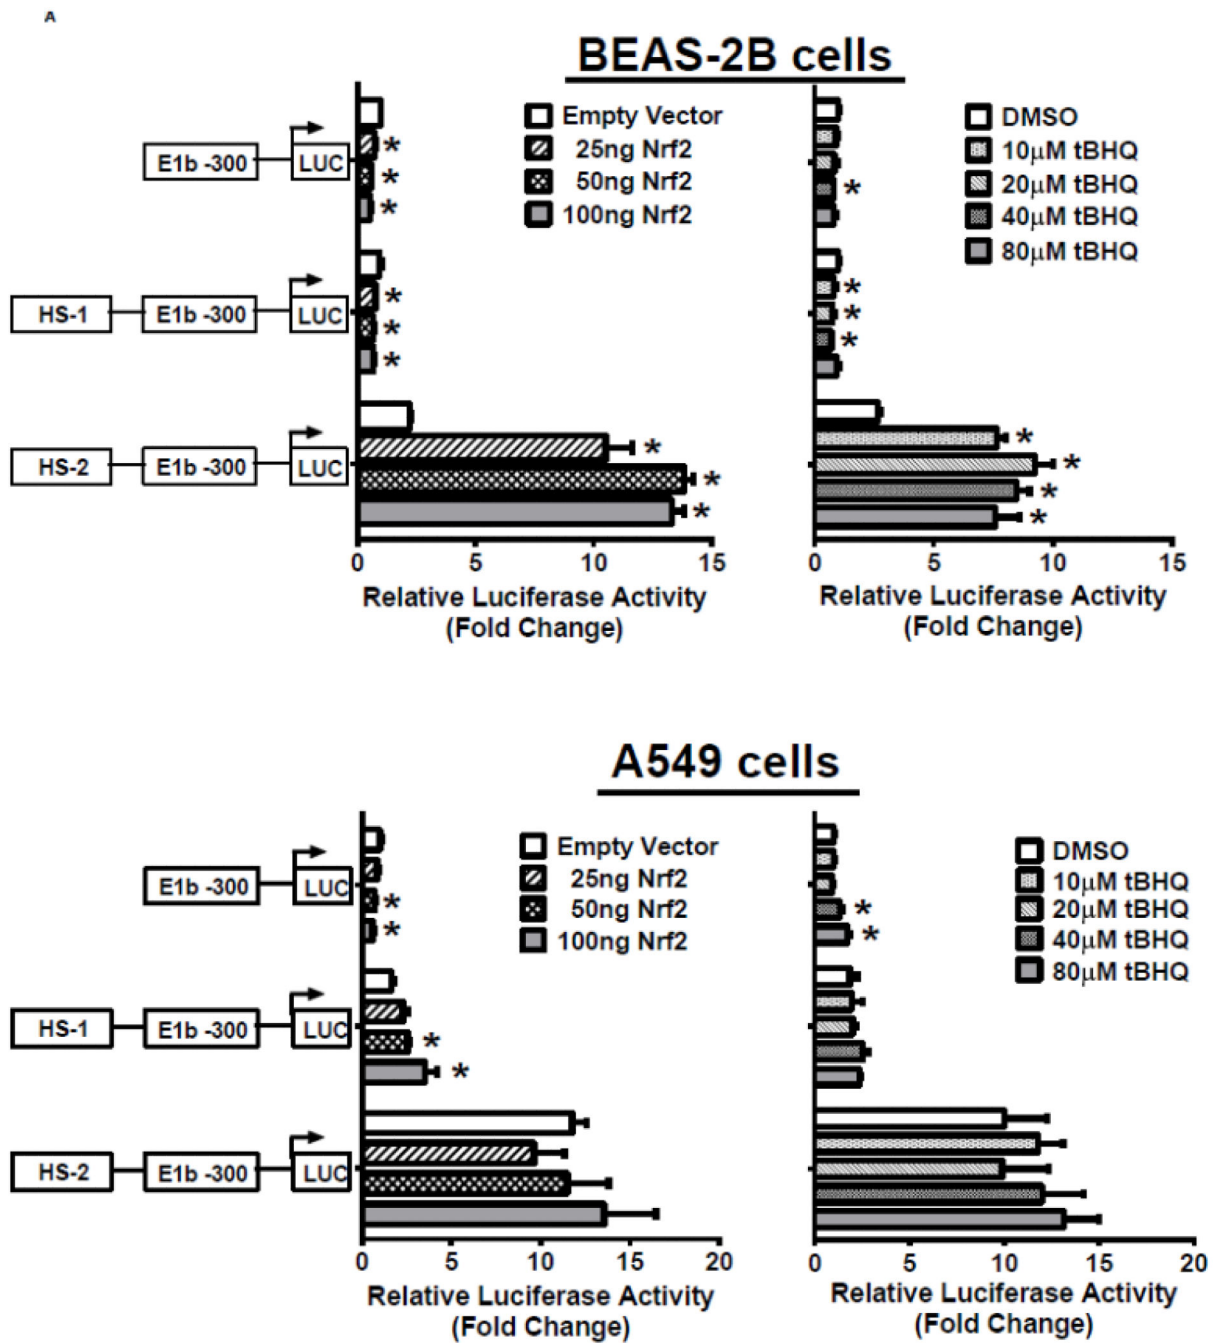 A
BEAS-2B cells
Empty Vector
25ng Nrf2
50ng Nrf2
100ng Nrf2
DMSO
10μM tBHQ
20μM tBHQ
40μM tBHQ
80μM tBHQ
E1b -300
LUC
*
*
*
*
HS-1
E1b -300
LUC
*
*
*
*
*
*
HS-2
E1b -300
LUC
*
*
*
*
*
*
*
0 5 10 15
0 5 10 15
Relative Luciferase Activity
(Fold Change)
Relative Luciferase Activity
(Fold Change)
A549 cells
Empty Vector
25ng Nrf2
50ng Nrf2
100ng Nrf2
DMSO
10μM tBHQ
20μM tBHQ
40μM tBHQ
80μM tBHQ
E1b -300
LUC
*
*
*
*
HS-1
E1b -300
LUC
*
*
HS-2
E1b -300
LUC
0 5 10 15 20
0 5 10 15 20
Relative Luciferase Activity
(Fold Change)
Relative Luciferase Activity
(Fold Change)